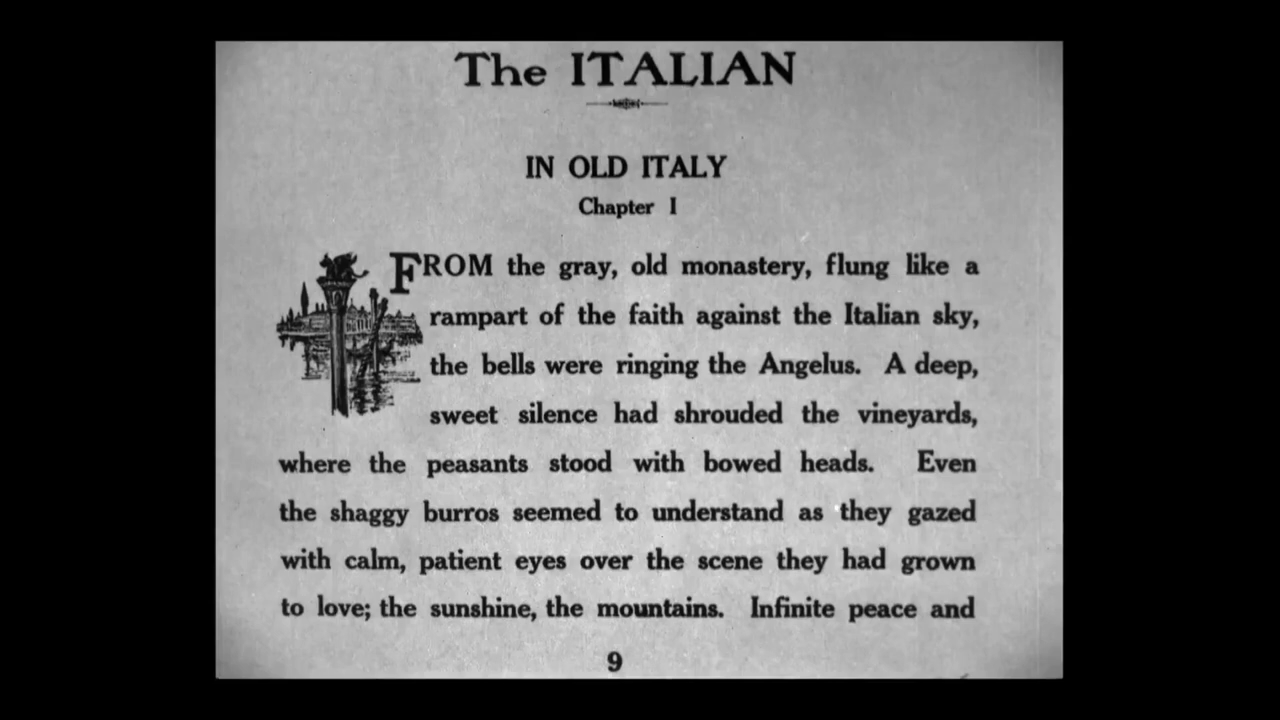 The ITALIAN
IN OLD ITALY
Chapter I
FROM the gray, old monastery, flung like a
rampart of the faith against the Italian sky,
the bells were ringing the Angelus. A deep,
sweet silence had shrouded the vineyards,
where the peasants stood with bowed heads. Even
the shaggy burros seemed to understand as they gazed
with calm, patient eyes over the scene they had grown
to love; the sunshine, the mountains. Infinite peace and
9